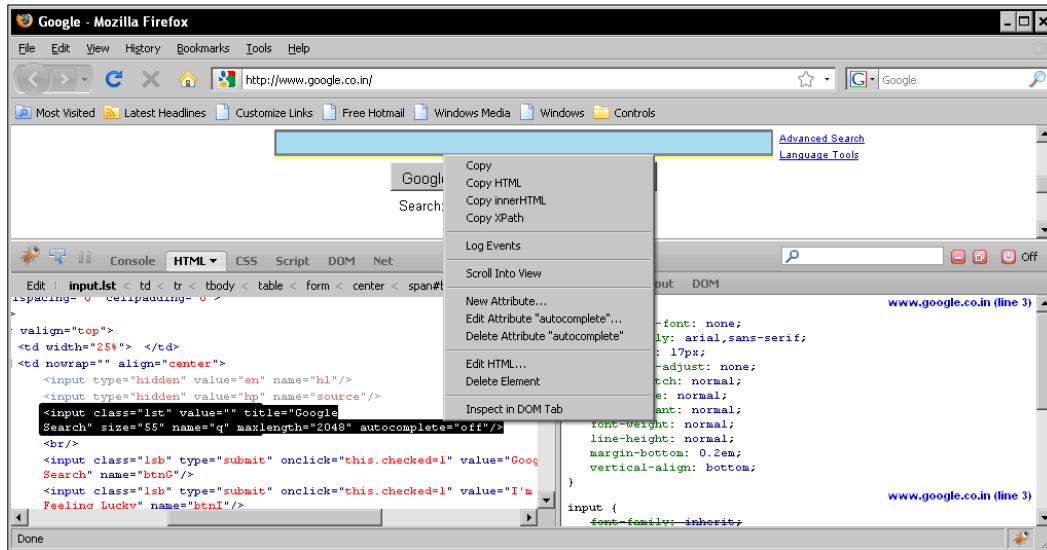 Google - Mozilla Firefox
File Edit View History Bookmarks Tools Help
http://www.google.co.in/
G Google
Most Visited Latest Headlines Customize Links Free Hotmail Windows Media Windows Controls
Advanced Search
Language Tools
Search:
Copy
Copy HTML
Copy innerHTML
Copy XPath
Log Events
Scroll Into View
New Attribute...
Edit Attribute "autocomplete"...
Delete Attribute "autocomplete"
Edit HTML...
Delete Element
Inspect in DOM Tab
Console HTML CSS Script DOM Net
Off
Edit input.lst < td < tr < tbody < table < form < center <
DOM
cellpadding="0">
valign="top">
<td width="25%"> </td>
<td nowrap="" align="center">
<input type="hidden" value="en" name="hl"/>
<input type="hidden" value="hp" name="source"/>
<input class="lst" value="" title="Google
Search" size="55" name="q" maxlength="2048" autocomplete="off"/>
<br/>
<input class="lsb" type="submit" onclick="this.checked=1" value="Goog
Search" name="btnG"/>
<input class="lsb" type="submit" onclick="this.checked=1" value="I'm
Feeling Lucky" name="btnI"/>
www.google.co.in (line 3)
-font: none;
ly: arial,sans-serif;
: 17px;
-adjust: none;
tch: normal;
e: normal;
ant: normal;
font-weight: normal;
line-height: normal;
margin-bottom: 0.2em;
vertical-align: bottom;
}
www.google.co.in (line 3)
input {
font-family: inherit;
Done